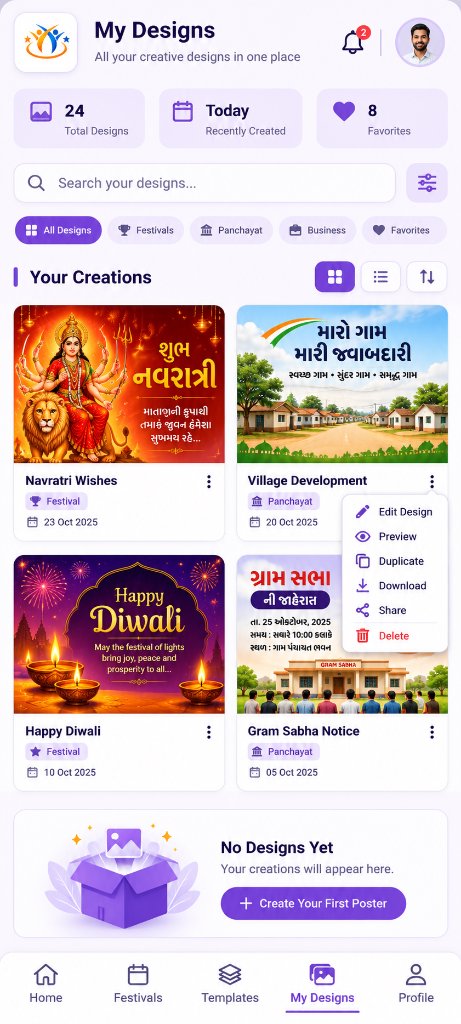 My Designs
All your creative designs in one place
2
24
Total Designs
Today
Recently Created
8
Favorites
Search your designs...
All Designs
Festivals
Panchayat
Business
Favorites
Your Creations
શુભ
નવરાત્રી
માતાજીની કૃપાથી
તમારું જીવન હંમેશા
સુખમય રહે...
Navratri Wishes
Festival
23 Oct 2025
મારો ગામ
મારી જવાબદારી
સ્વચ્છ ગામ • સુંદર ગામ • સમૃદ્ધ ગામ
Village Development
Panchayat
20 Oct 2025
Edit Design
Preview
Duplicate
Download
Share
Delete
Happy
Diwali
May the festival of lights
bring joy, peace and
prosperity to all...
Happy Diwali
Festival
10 Oct 2025
ગ્રામ સભા
ની જાહેરાત
તા. 25 ઓક્ટોબર, 2025
સમય : સવારે 10:00 કલાકે
સ્થળ : ગામ પંચાયત ભવન
GRAM SABHA
Gram Sabha Notice
Panchayat
05 Oct 2025
No Designs Yet
Your creations will appear here.
+ Create Your First Poster
Home
Festivals
Templates
My Designs
Profile